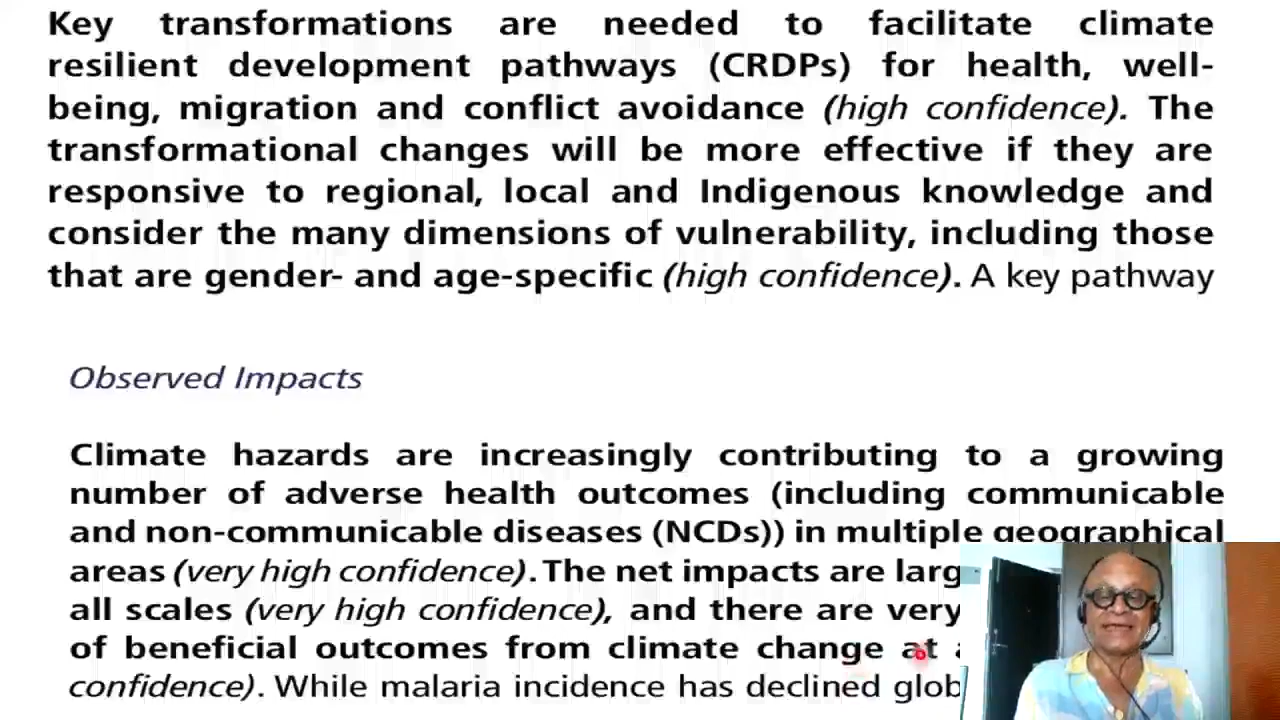 Key transformations are needed to facilitate climate
resilient development pathways (CRDPs) for health, well-
being, migration and conflict avoidance (high confidence). The
transformational changes will be more effective if they are
responsive to regional, local and Indigenous knowledge and
consider the many dimensions of vulnerability, including those
that are gender- and age-specific (high confidence). A key pathway
Observed Impacts
Climate hazards are increasingly contributing to a growing
number of adverse health outcomes (including communicable
and non-communicable diseases (NCDs)) in multiple geographical
areas (very high confidence). The net impacts are
all scales (very high confidence), and there are very
of beneficial outcomes from climate change at
confidence). While malaria incidence has declined